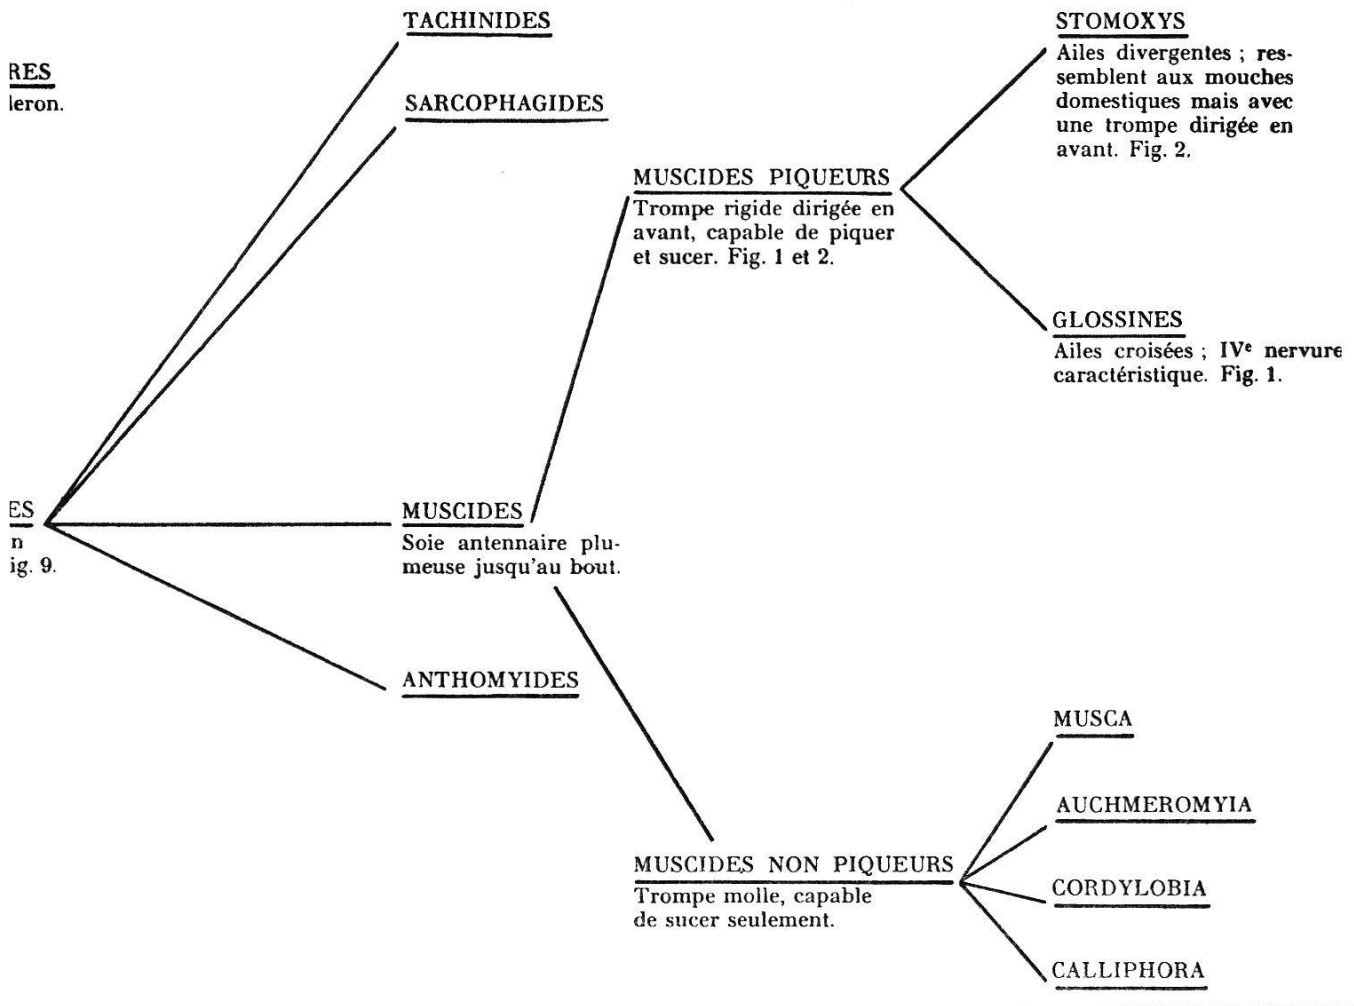 RES
leron.
ES
n
ig. 9.
TACHINIDES
SARCOPHAGIDES
MUSCIDES
Soie antennaire plu-
meuse jusqu'au bout.
ANTHOMYIDES
MUSCIDES PIQUEURS
Trompe rigide dirigée en
avant, capable de piquer
et sucer. Fig. 1 et 2.
MUSCIDES NON PIQUEURS
Trompe molle, capable
de sucer seulement.
STOMOXYS
Ailes divergentes ; res-
semblent aux mouches
domestiques mais avec
une trompe dirigée en
avant. Fig. 2.
GLOSSINES
Ailes croisées ; IVe nervure
caractéristique. Fig. 1.
MUSCA
AUCHMEROMYIA
CORDYLOBIA
CALLIPHORA